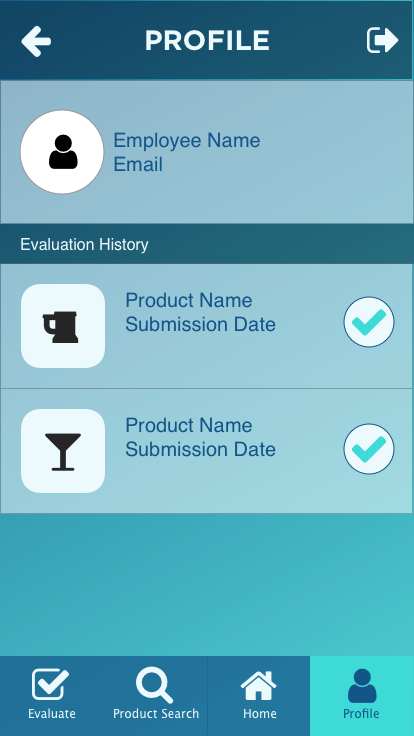 PROFILE
Employee Name
Email
Evaluation History
Product Name
Submission Date
Product Name
Submission Date
Evaluate
Product Search
Home
Profile